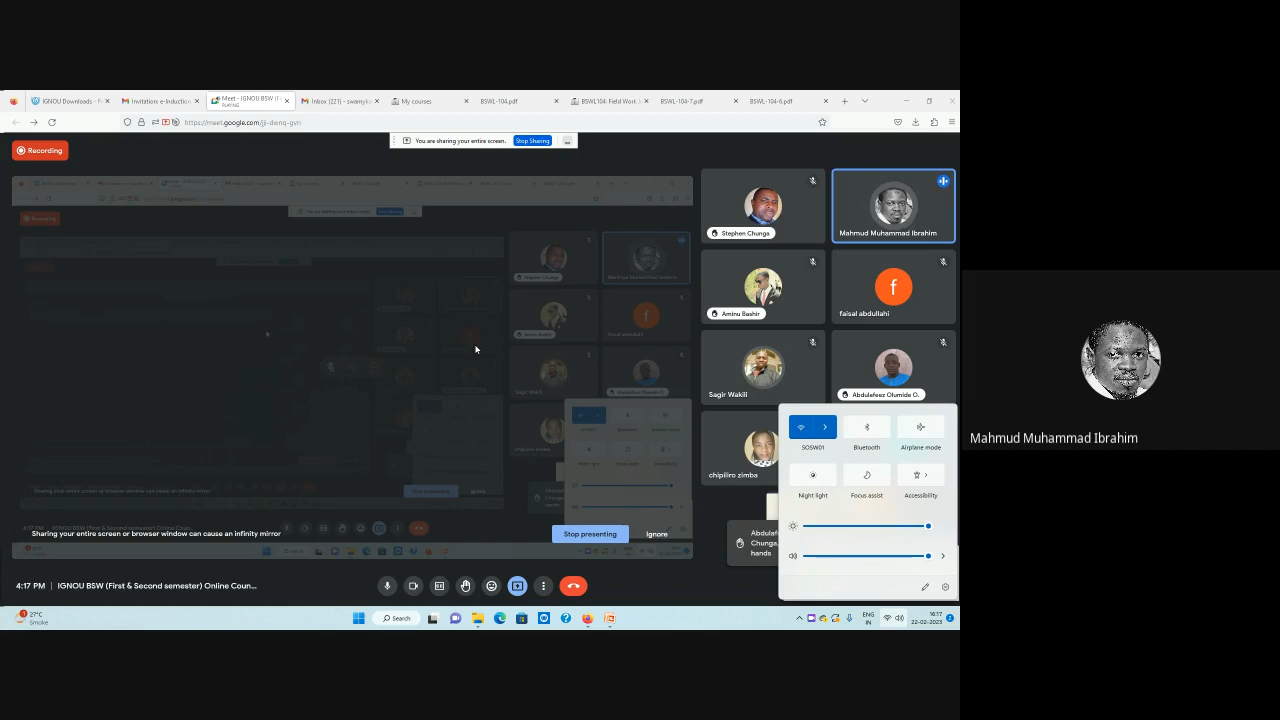 IGNOU Downloads - F
Invitation: e-Induction
Meet - IGNOU BSW (F
PLAYING
Inbox (221) - swamyk
My courses
BSWL-104.pdf
BSWL104: Field Work
BSWL-104-7.pdf
BSWL-104-6.pdf
https://meet.google.com/jji-dwnq-gvn
You are sharing your entire screen.
Stop Sharing
Recording
Stephen Chunga
Mahmud Muhammad Ibrahim
Aminu Bashir
faisal abdullahi
Sagir Wakili
Abdulafeez Olumide O.
chipiliro zimba
SOSW01
Bluetooth
Airplane mode
Night light
Focus assist
Accessibility
Abdulaf
Chunga,
hands
Sharing your entire screen or browser window can cause an infinity mirror
Stop presenting
Ignore
4:17 PM | IGNOU BSW (First & Second semester) Online Coun...
27°C
Smoke
Search
ENG
IN
16:17
22-02-2023
Mahmud Muhammad Ibrahim